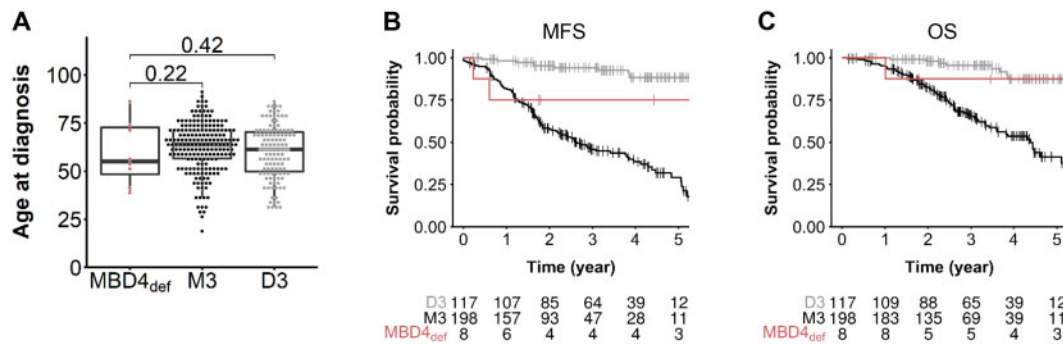 A
Age at diagnosis
100
75
50
25
0
0.42
0.22
MBD4def M3 D3
B
MFS
Survival probability
1.00
0.75
0.50
0.25
0.00
0 1 2 3 4 5
Time (year)
D3 117 107 85 64 39 12
M3 198 157 93 47 28 11
MBD4def 8 6 4 4 4 3
C
OS
Survival probability
1.00
0.75
0.50
0.25
0.00
0 1 2 3 4 5
Time (year)
D3 117 109 88 65 39 12
M3 198 183 135 69 39 11
MBD4def 8 8 5 5 4 3